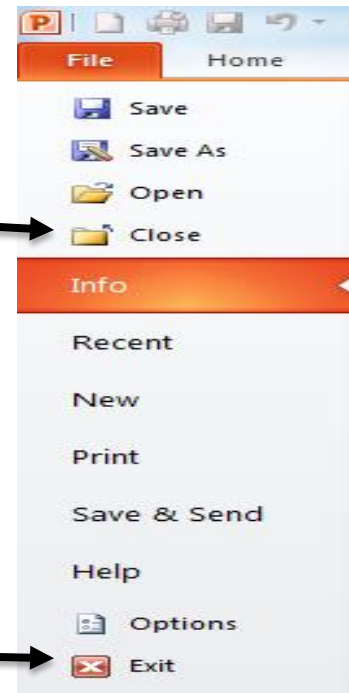 P
File Home
Save
Save As
Open
Close
Info
Recent
New
Print
Save & Send
Help
Options
Exit